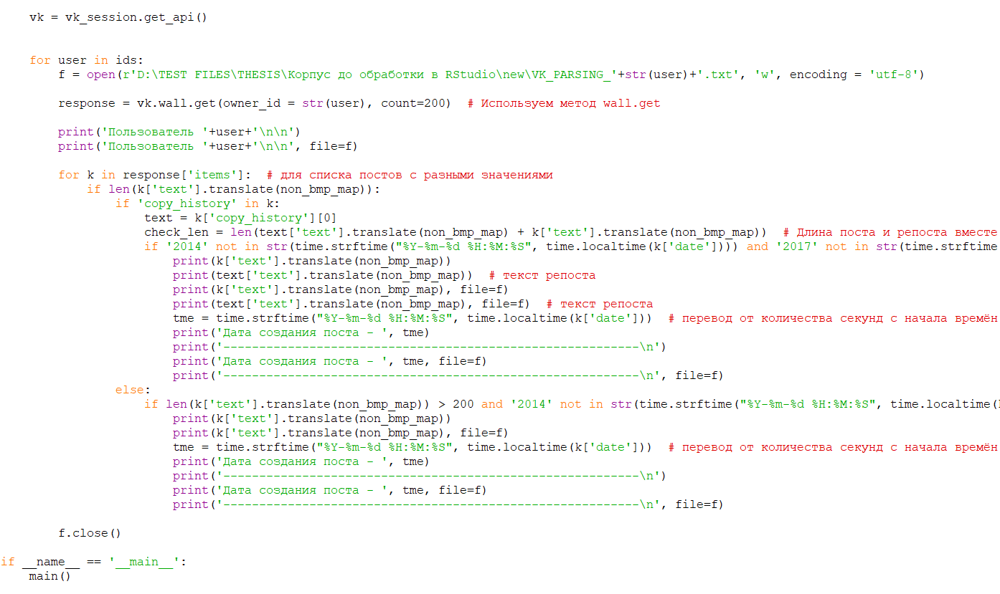 vk = vk_session.get_api()
for user in ids:
f = open(r'D:\TEST FILES\THESIS\Корпус до обработки в RStudio\new\VK_PARSING_'+str(user)+'.txt', 'w', encoding = 'utf-8')
response = vk.wall.get(owner_id = str(user), count=200)  # Используем метод wall.get
print('Пользователь '+user+'\n\n')
print('Пользователь '+user+'\n\n', file=f)
for k in response['items']:  # для списка постов с разными значениями
if len(k['text'].translate(non_bmp_map)):
if 'copy_history' in k:
text = k['copy_history'][0]
check_len = len(text['text'].translate(non_bmp_map) + k['text'].translate(non_bmp_map))  # Длина поста и репоста вместе
if '2014' not in str(time.strftime("%Y-%m-%d %H:%M:%S", time.localtime(k['date']))) and '2017' not in str(time.strftime
print(k['text'].translate(non_bmp_map))
print(text['text'].translate(non_bmp_map))  # текст репоста
print(k['text'].translate(non_bmp_map), file=f)
print(text['text'].translate(non_bmp_map), file=f)  # текст репоста
tme = time.strftime("%Y-%m-%d %H:%M:%S", time.localtime(k['date']))  # перевод от количества секунд с начала времён
print('Дата создания поста - ', tme)
print('----------------------------------------------------------\n')
print('Дата создания поста - ', tme, file=f)
print('----------------------------------------------------------\n', file=f)
else:
if len(k['text'].translate(non_bmp_map)) > 200 and '2014' not in str(time.strftime("%Y-%m-%d %H:%M:%S", time.localtime(
print(k['text'].translate(non_bmp_map))
print(k['text'].translate(non_bmp_map), file=f)
tme = time.strftime("%Y-%m-%d %H:%M:%S", time.localtime(k['date']))  # перевод от количества секунд с начала времён
print('Дата создания поста - ', tme)
print('----------------------------------------------------------\n')
print('Дата создания поста - ', tme, file=f)
print('----------------------------------------------------------\n', file=f)
f.close()
if __name__ == '__main__':
main()